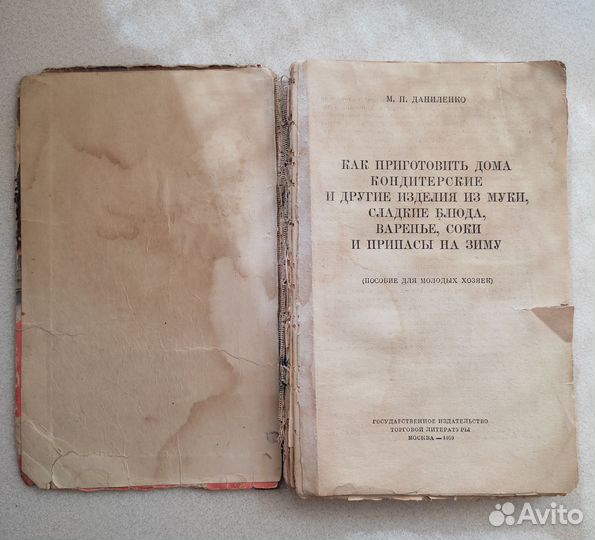 М. П. ДАНИЛЕНКО
КАК ПРИГОТОВИТЬ ДОМА
КОНДИТЕРСКИЕ
И ДРУГИЕ ИЗДЕЛИЯ ИЗ МУКИ,
СЛАДКИЕ БЛЮДА,
ВАРЕНЬЕ, СОКИ
И ПРИПАСЫ НА ЗИМУ
(ПОСОБИЕ ДЛЯ МОЛОДЫХ ХОЗЯЕК)
ГОСУДАРСТВЕННОЕ ИЗДАТЕЛЬСТВО
ТОРГОВОЙ ЛИТЕРАТУРЫ
МОСКВА — 1959
Avito